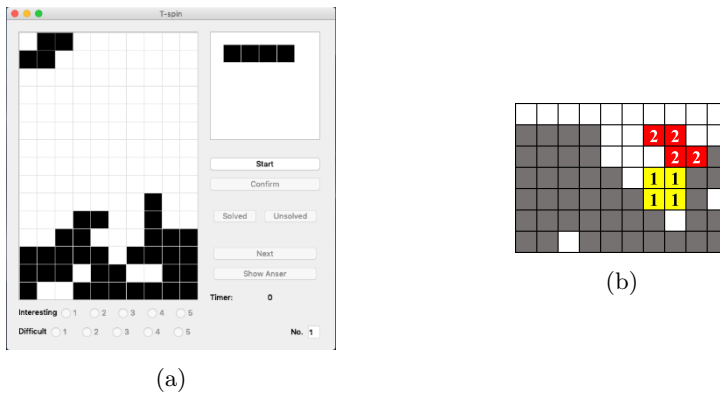 T-spin
Start
Confirm
Solved Unsolved
Next
Show Anser
Timer: 0
Interesting 1 2 3 4 5
Difficult 1 2 3 4 5
No. 1
(a)
2 2
2 2
1 1
1 1
(b)